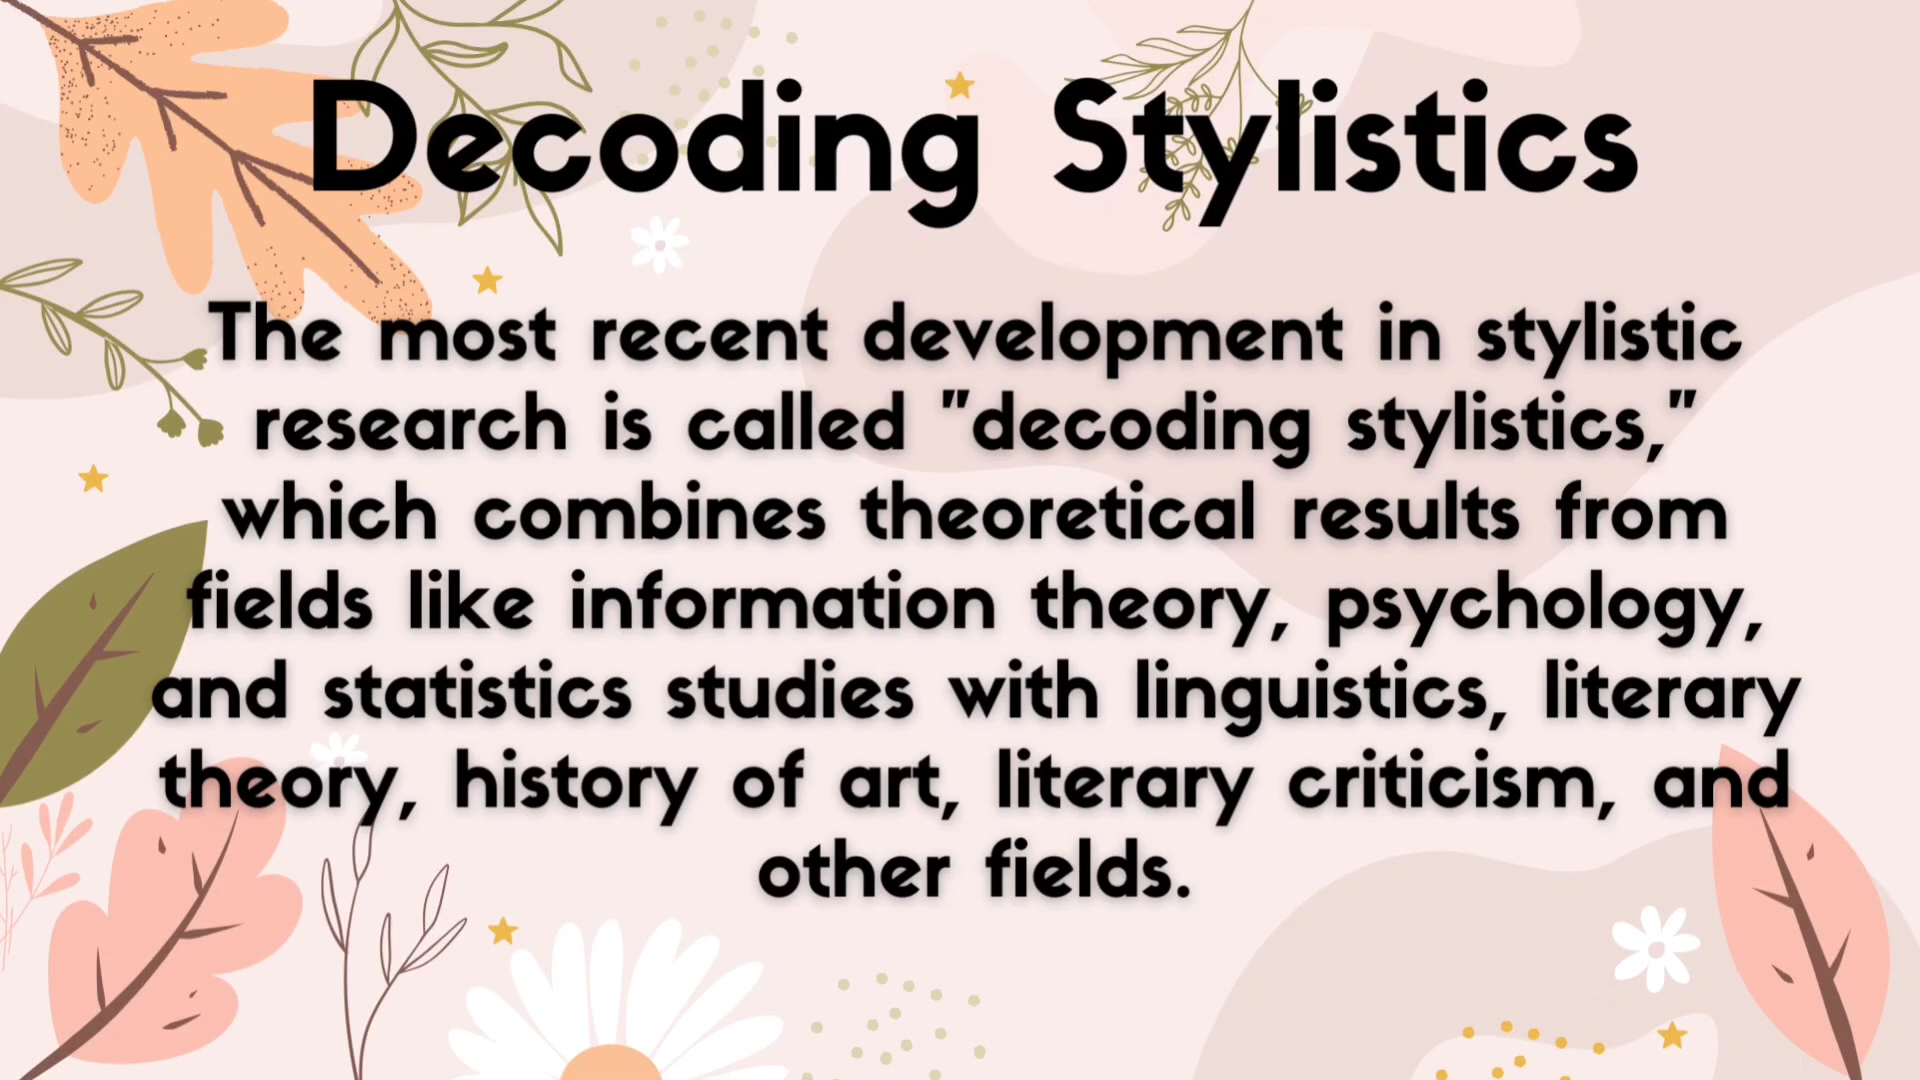 Decoding Stylistics
The most recent development in stylistic
research is called "decoding stylistics,"
which combines theoretical results from
fields like information theory, psychology,
and statistics studies with linguistics, literary
theory, history of art, literary criticism, and
other fields.